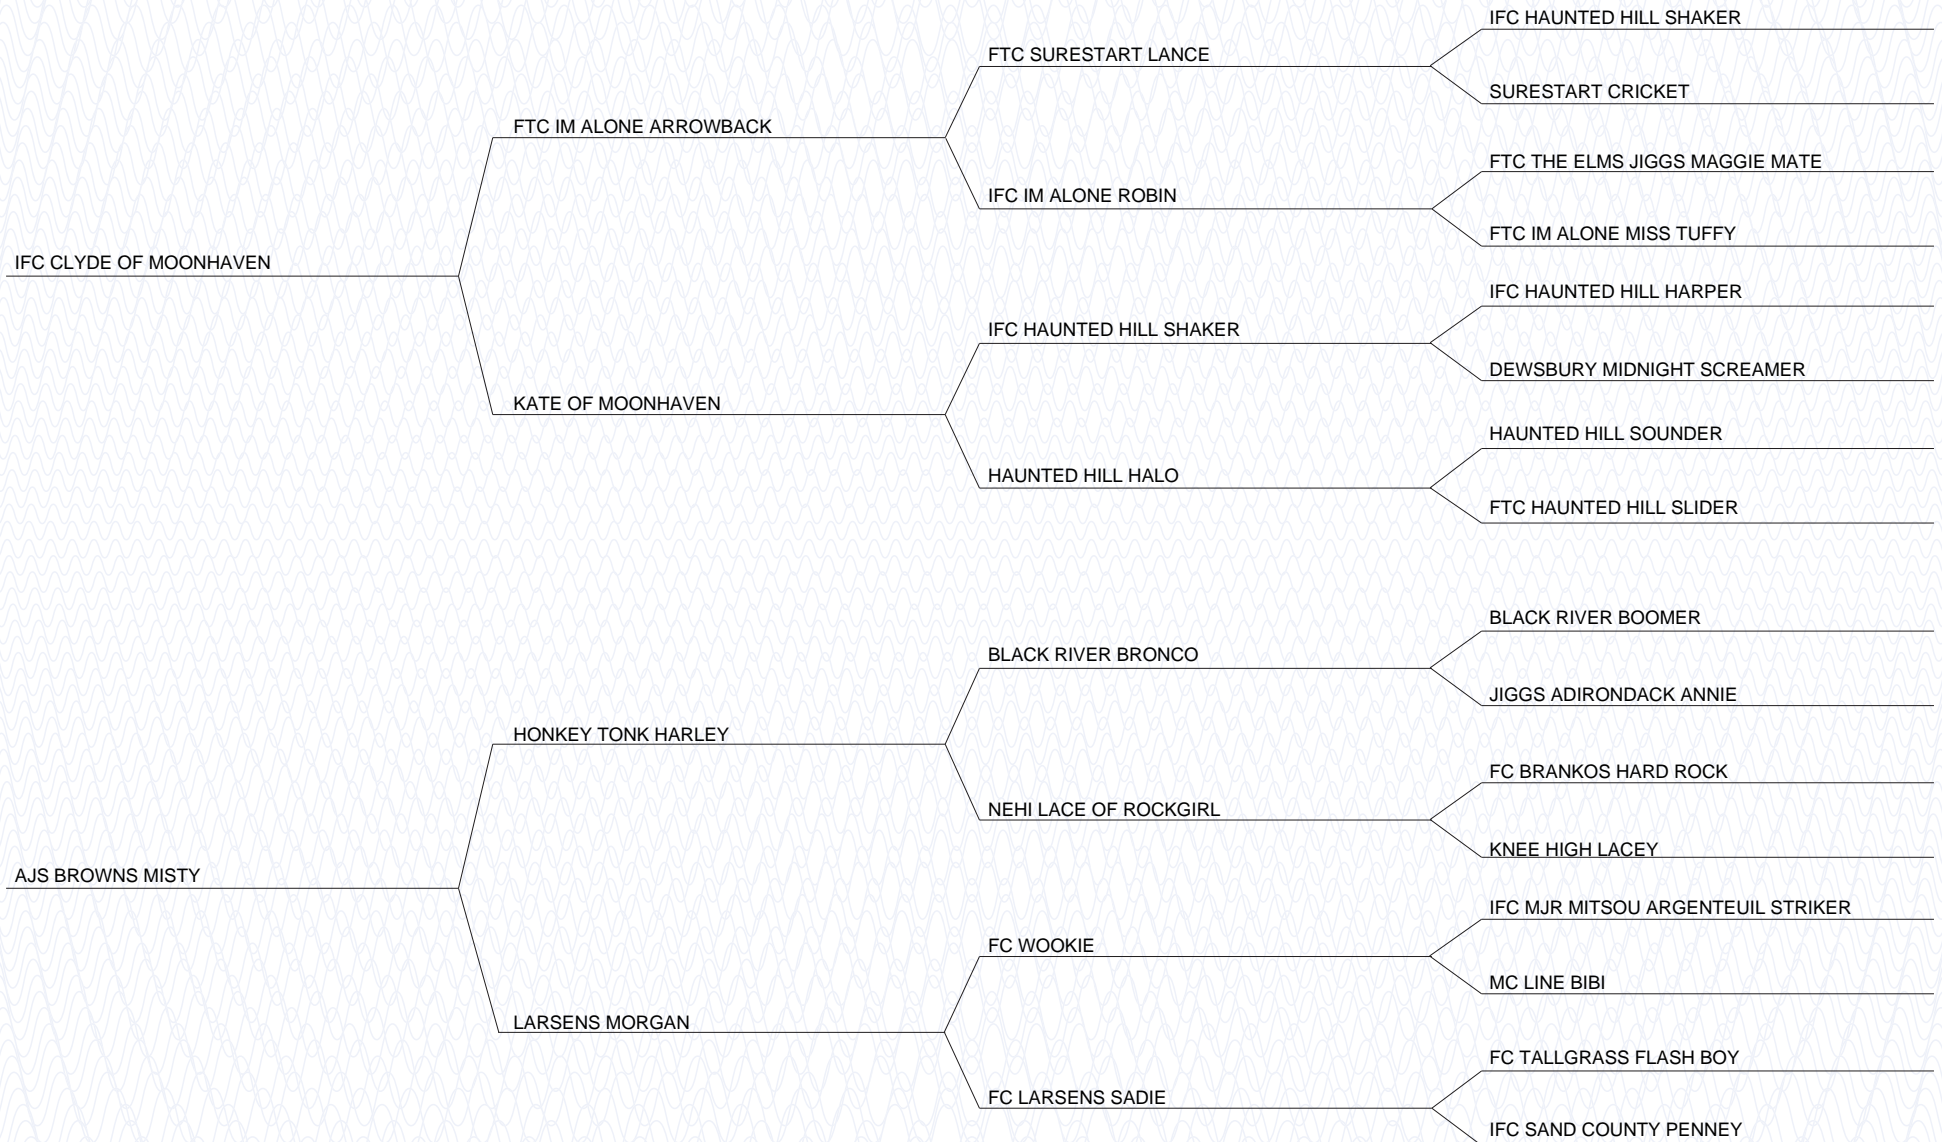 IFC HAUNTED HILL SHAKER
FTC SURESTART LANCE
SURESTART CRICKET
FTC IM ALONE ARROWBACK
FTC THE ELMS JIGGS MAGGIE MATE
IFC IM ALONE ROBIN
FTC IM ALONE MISS TUFFY
IFC CLYDE OF MOONHAVEN
IFC HAUNTED HILL HARPER
IFC HAUNTED HILL SHAKER
DEWSBURY MIDNIGHT SCREAMER
KATE OF MOONHAVEN
HAUNTED HILL SOUNDER
HAUNTED HILL HALO
FTC HAUNTED HILL SLIDER
BLACK RIVER BOOMER
BLACK RIVER BRONCO
JIGGS ADIRONDACK ANNIE
HONKEY TONK HARLEY
FC BRANKOS HARD ROCK
NEHI LACE OF ROCKGIRL
KNEE HIGH LACEY
AJS BROWNS MISTY
IFC MJR MITSOU ARGENTEUIL STRIKER
FC WOOKIE
MC LINE BIBI
LARSENS MORGAN
FC TALLGRASS FLASH BOY
FC LARSENS SADIE
IFC SAND COUNTY PENNEY